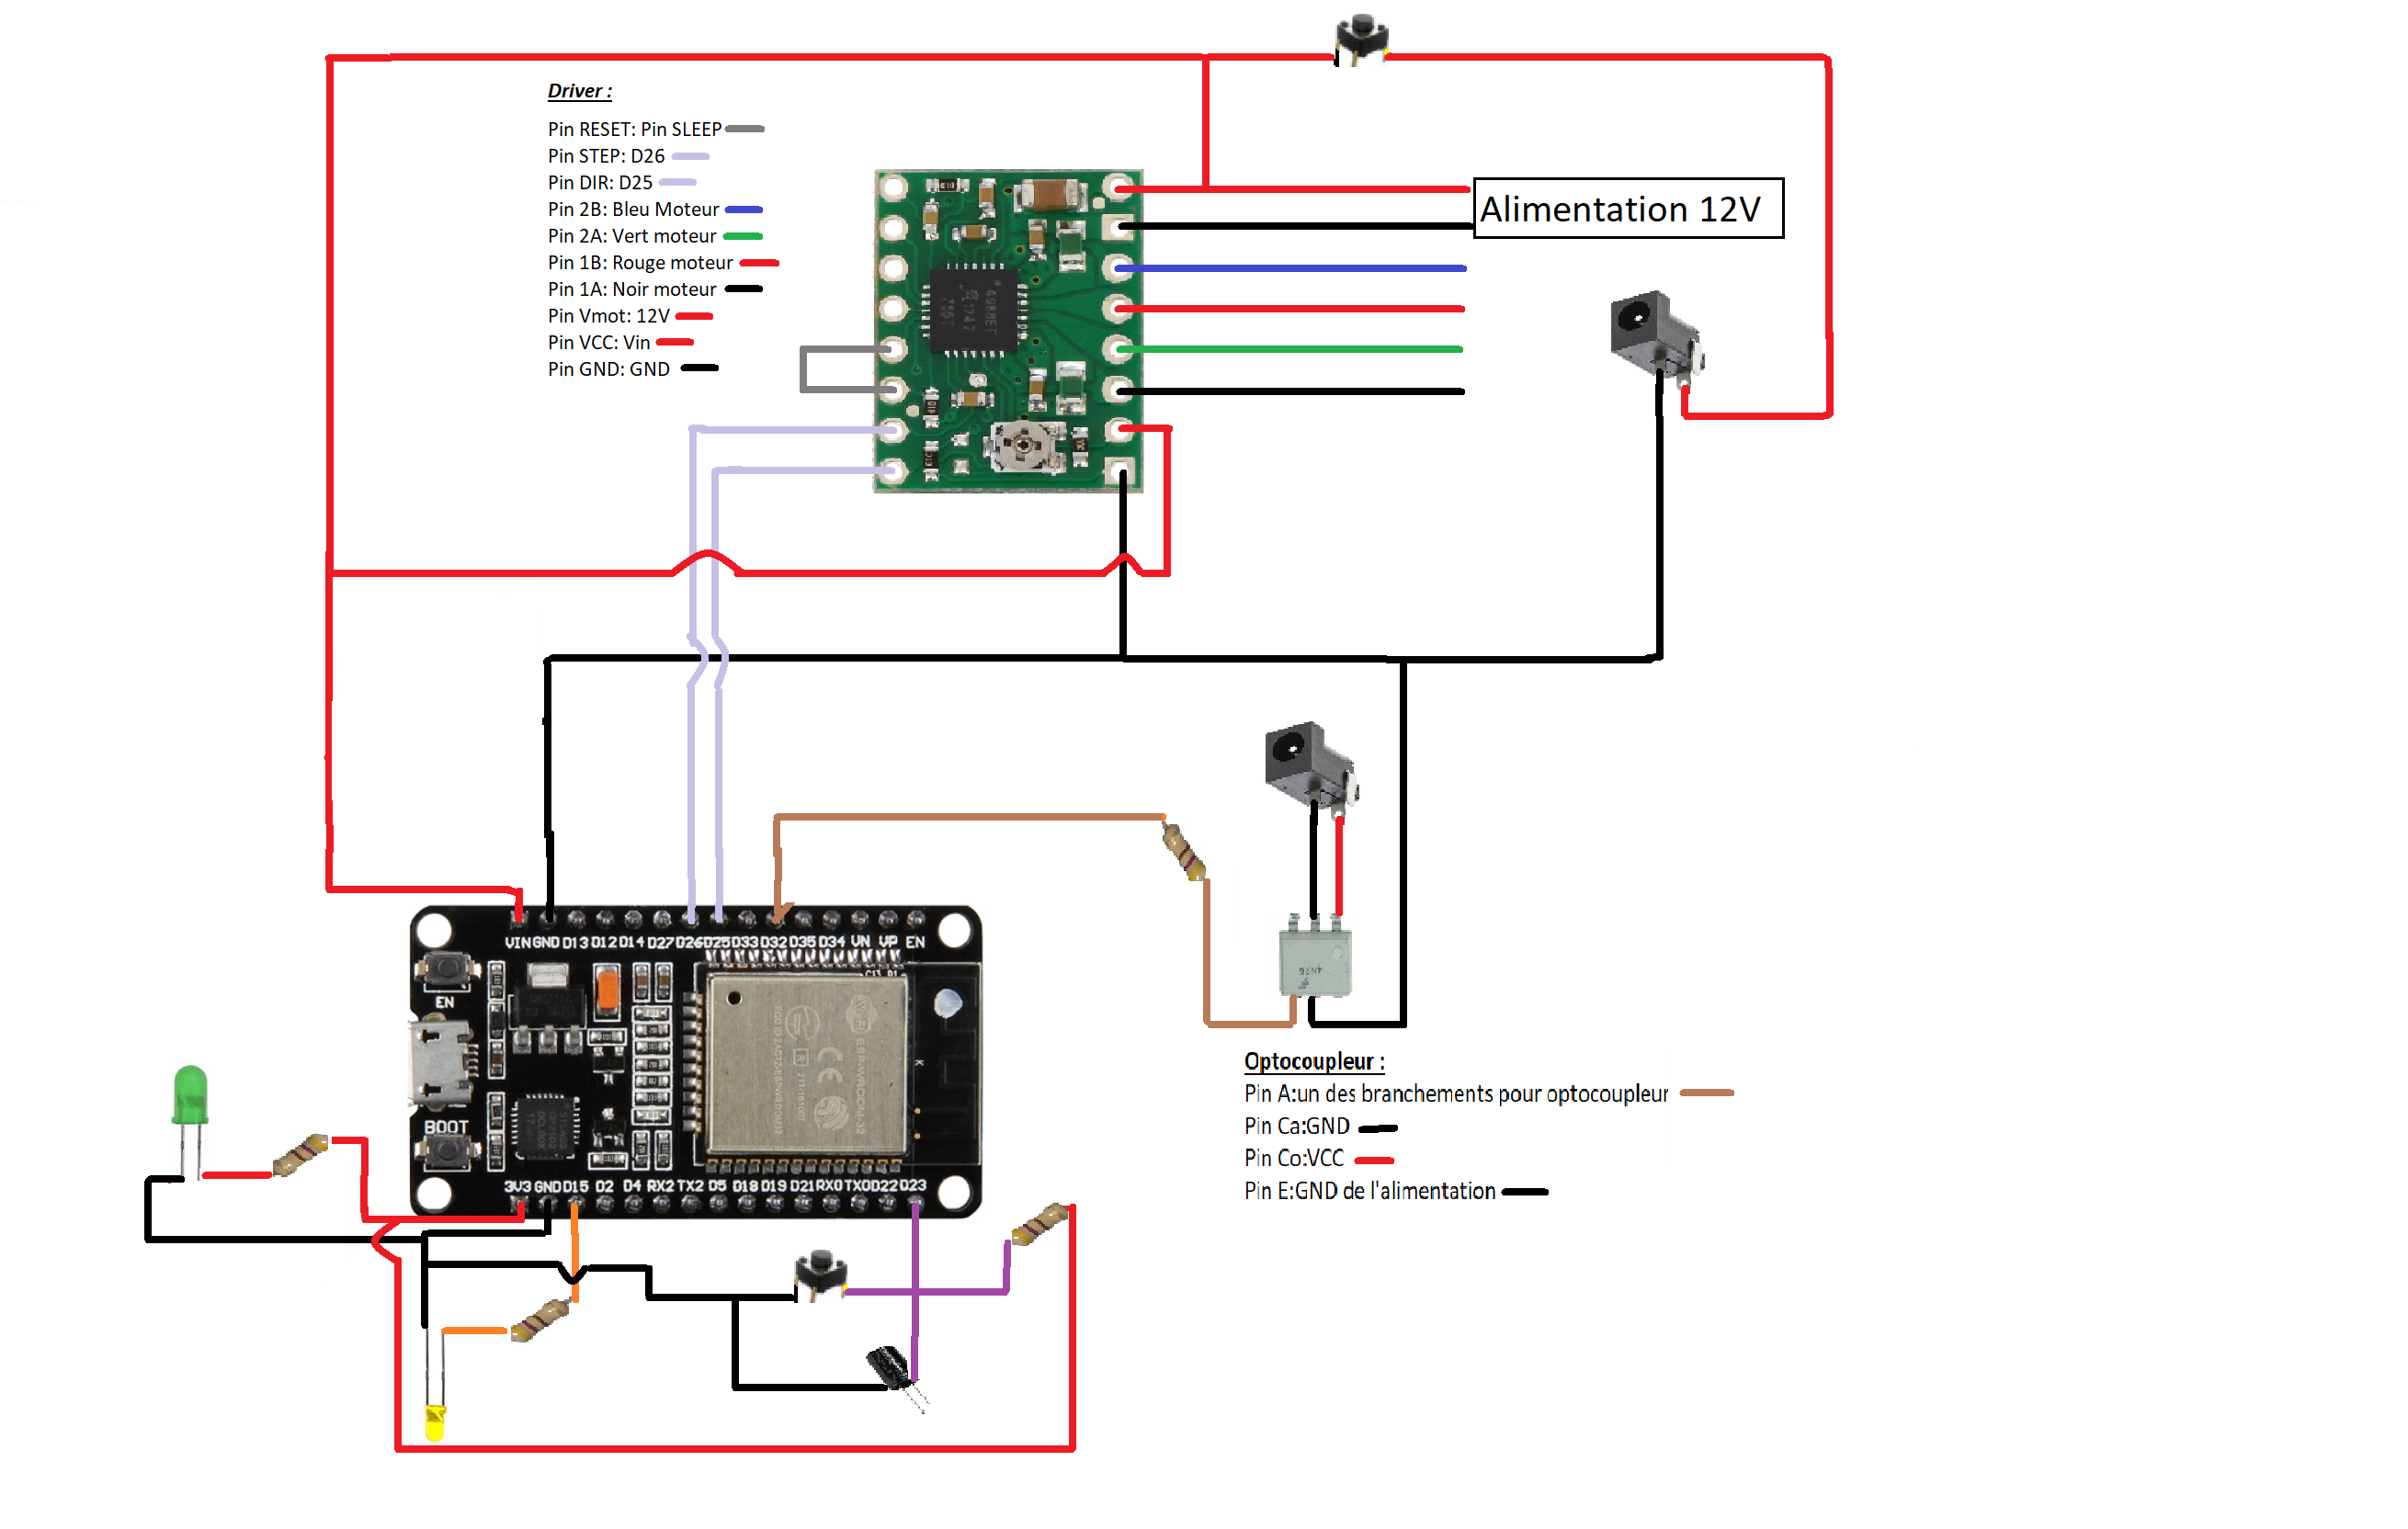 Driver :
Pin RESET: Pin SLEEP
Pin STEP: D26
Pin DIR: D25
Pin 2B: Bleu Moteur
Pin 2A: Vert moteur
Pin 1B: Rouge moteur
Pin 1A: Noir moteur
Pin Vmot: 12V
Pin VCC: Vin
Pin GND: GND
Alimentation 12V
VIN GND D13 D12 D14 D27 D26 D25 D33 D32 D35 D34 VN VP EN
EN
BOOT
3V3 GND D15 D2 D4 RX2 TX2 D5 D18 D19 D21 RX0 TX0 D22 D23
Optocoupleur :
Pin A:un des branchements pour optocoupleur
Pin Ca:GND
Pin Co:VCC
Pin E:GND de l'alimentation